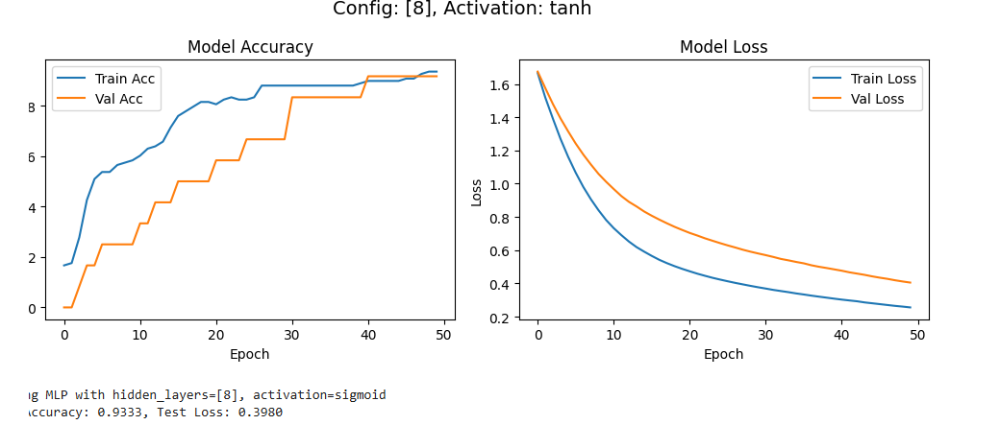 Config: [8], Activation: tanh
Model Accuracy
Model Loss
Train Acc
Val Acc
8
6
4
2
0
0 10 20 30 40 50
Epoch
Train Loss
Val Loss
Loss
1.6
1.4
1.2
1.0
0.8
0.6
0.4
0.2
0 10 20 30 40 50
Epoch
g MLP with hidden_layers=[8], activation=sigmoid
ccuracy: 0.9333, Test Loss: 0.3980